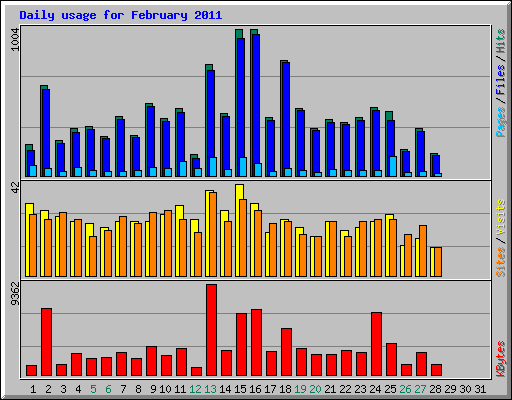 Daily usage for February 2011
1004
Pages / Files / Hits
42
Sites / Visits
9362
KBytes
1 2 3 4 5 6 7 8 9 10 11 12 13 14 15 16 17 18 19 20 21 22 23 24 25 26 27 28 29 30 31